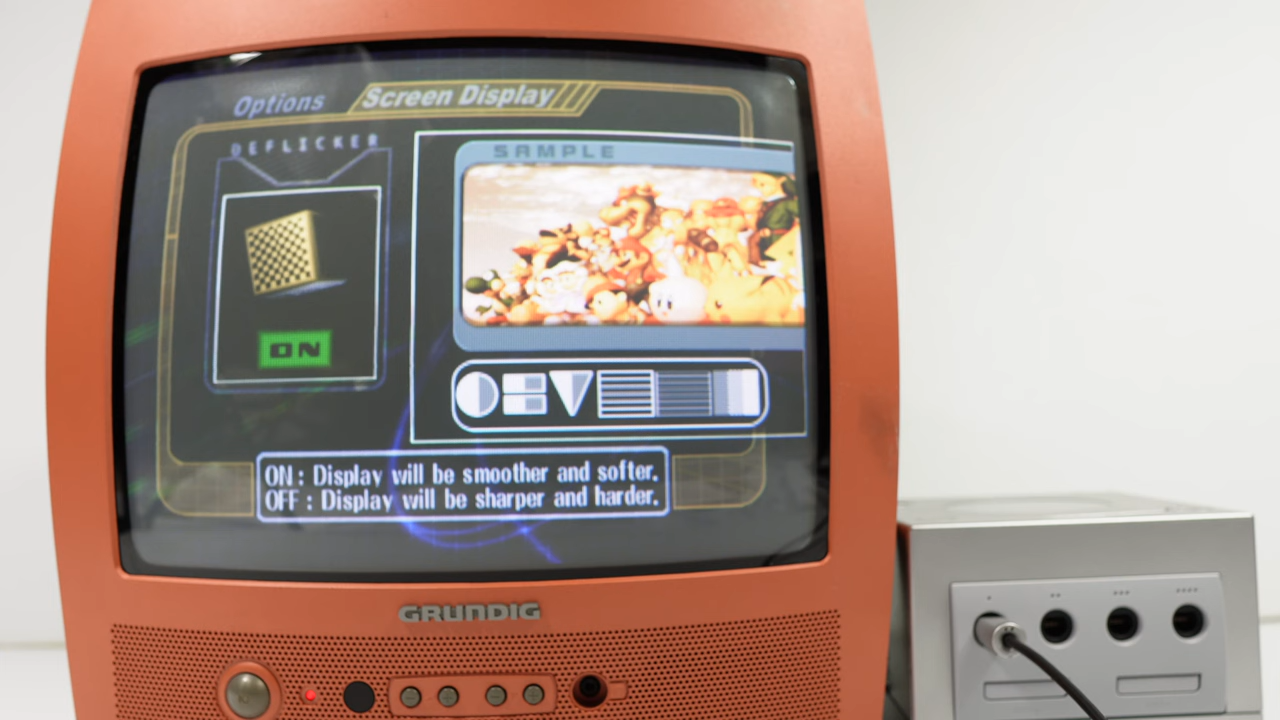 Options
Screen Display
DEFLICKER
SAMPLE
ON
ON : Display will be smoother and softer.
OFF : Display will be sharper and harder.
GRUNDIG